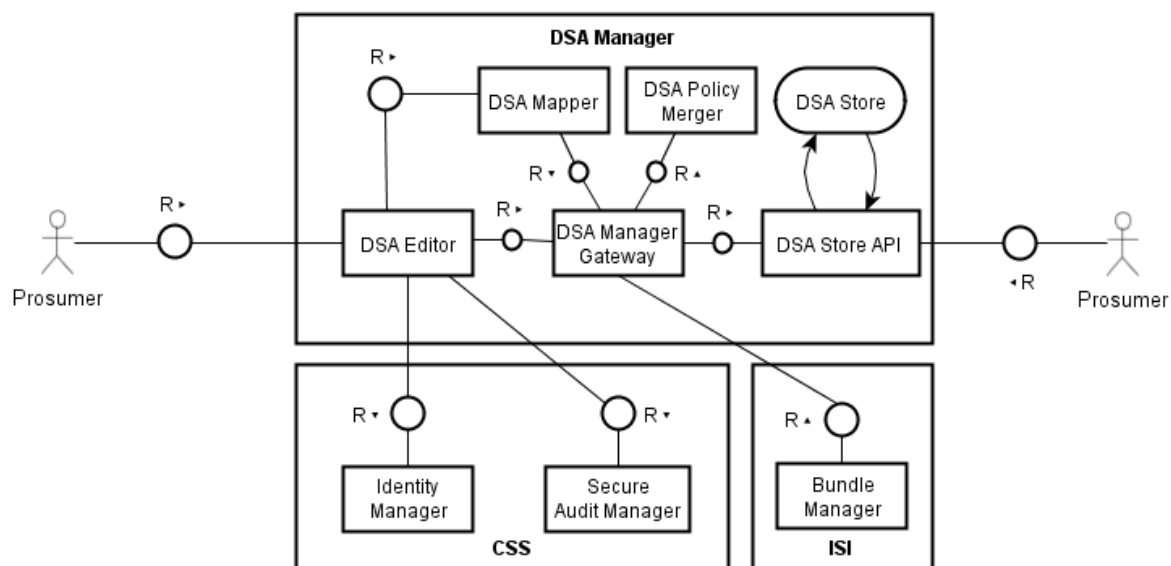 DSA Manager
R ►
DSA Mapper
DSA Policy
Merger
DSA Store
R ▼
R ▲
R ►
R ►
R ►
DSA Editor
DSA Manager
Gateway
DSA Store API
◄ R
Prosumer
Prosumer
R ▼
R ▼
R ▲
Identity
Manager
Secure
Audit Manager
Bundle
Manager
CSS
ISI